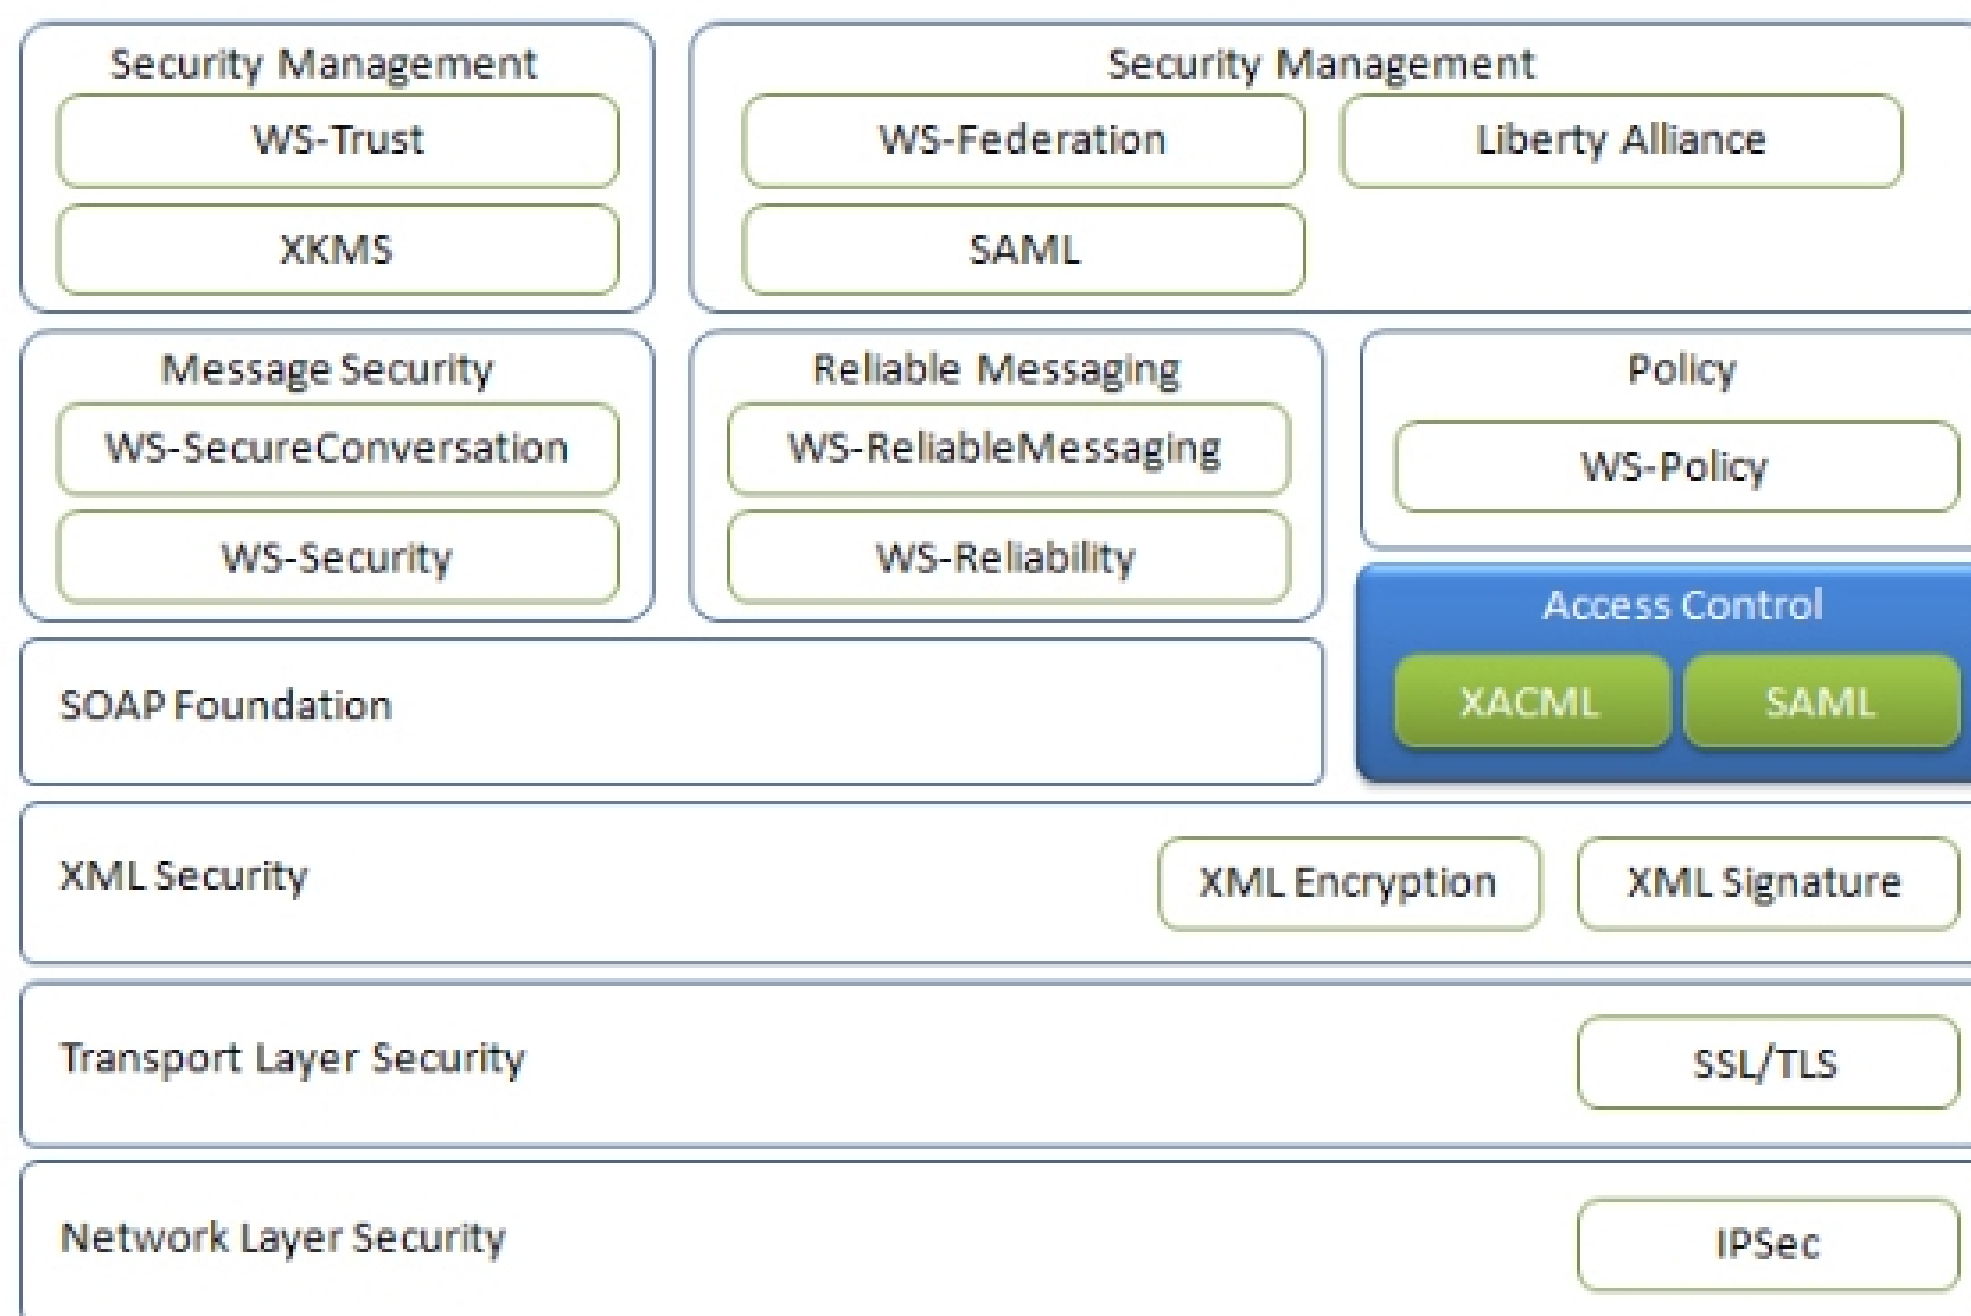 Security Management
WS-Trust
XKMS
Security Management
WS-Federation
Liberty Alliance
SAML
Message Security
WS-SecureConversation
WS-Security
Reliable Messaging
WS-ReliableMessaging
WS-Reliability
Policy
WS-Policy
Access Control
XACML
SAML
SOAP Foundation
XML Security
XML Encryption
XML Signature
Transport Layer Security
SSL/TLS
Network Layer Security
IPSec